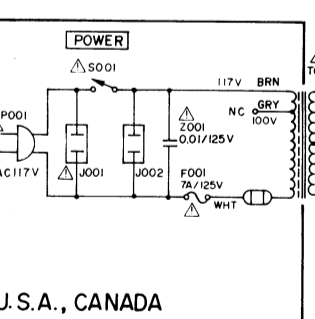 POWER
S001
117V BRN
P001
NC GRY
100V
Z001
0.01/125V
AC117V
J001
J002
F001
7A/125V
WHT
U.S.A., CANADA